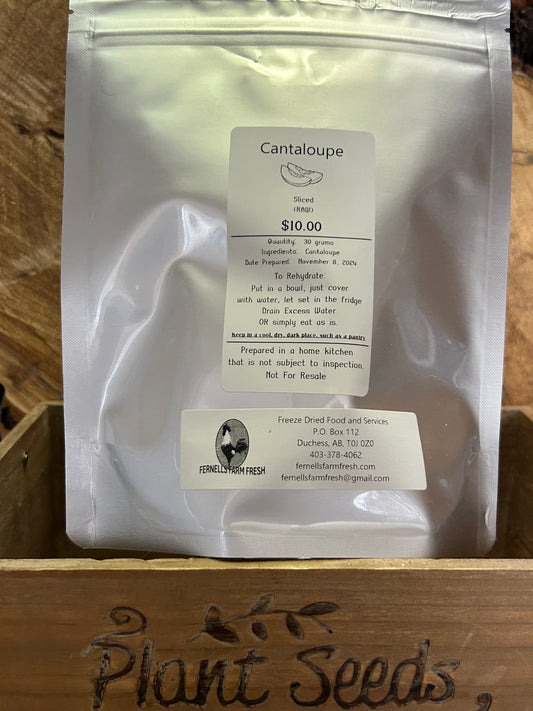 Cantaloupe
Sliced
(RAW)
$10.00
Quantity: 30 grams
Ingredients: Cantaloupe
Date Prepared: November 8, 2024
To Rehydrate:
Put in a bowl, just cover
with water, let set in the fridge
Drain Excess Water
OR simply eat as is.
Keep in a cool, dry, dark place, such as a pantry
Prepared in a home kitchen
that is not subject to inspection.
Not For Resale
FERNELLS FARM FRESH
Freeze Dried Food and Services
P.O. Box 112
Duchess, AB, T0J 0Z0
403-378-4062
fernellsfarmfresh.com
fernellsfarmfresh@gmail.com
Plant Seeds,